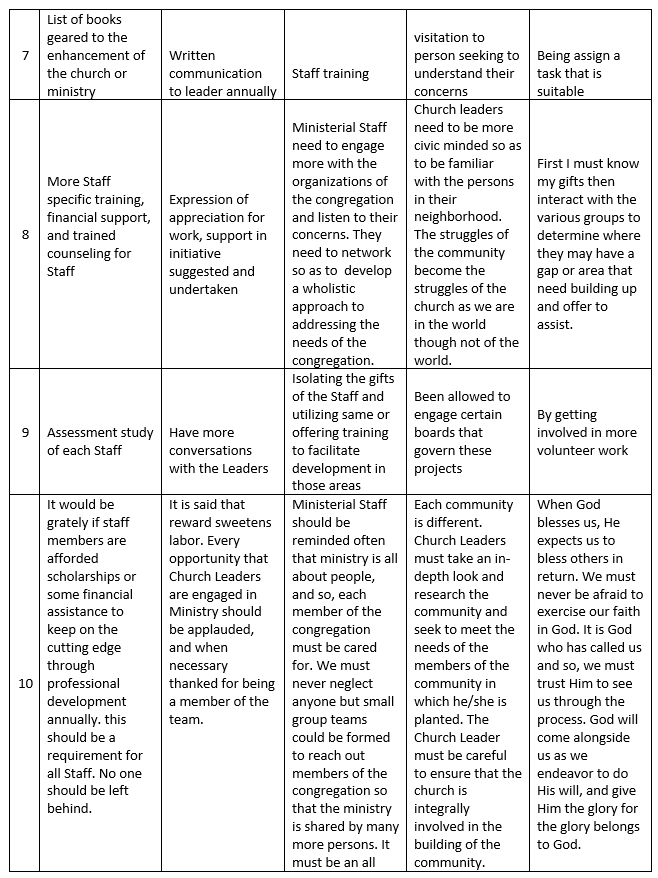 7
List of books
geared to the
enhancement of
the church or
ministry
Written
communication
to leader annually
Staff training
visitation to
person seeking to
understand their
concerns
Being assign a
task that is
suitable
8
More Staff
specific training,
financial support,
and trained
counseling for
Staff
Expression of
appreciation for
work, support in
initiative
suggested and
undertaken
Ministerial Staff
need to engage
more with the
organizations of
the congregation
and listen to their
concerns. They
need to network
so as to  develop
a wholistic
approach to
addressing the
needs of the
congregation.
Church leaders
need to be more
civic minded so as
to be familiar
with the persons
in their
neighborhood.
The struggles of
the community
become the
struggles of the
church as we are
in the world
though not of the
world.
First I must know
my gifts then
interact with the
various groups to
determine where
they may have a
gap or area that
need building up
and offer to
assist.
9
Assessment study
of each Staff
Have more
conversations
with the Leaders
Isolating the gifts
of the Staff and
utilizing same or
offering training
to facilitate
development in
those areas
Been allowed to
engage certain
boards that
govern these
projects
By getting
involved in more
volunteer work
10
It would be
grately if staff
members are
afforded
scholarships or
some financial
assistance to
keep on the
cutting edge
through
professional
development
annually. this
should be a
requirement for
all Staff. No one
should be left
behind.
It is said that
reward sweetens
labor. Every
opportunity that
Church Leaders
are engaged in
Ministry should
be applauded,
and when
necessary
thanked for being
a member of the
team.
Ministerial Staff
should be
reminded often
that ministry is all
about people,
and so, each
member of the
congregation
must be cared
for. We must
never neglect
anyone but small
group teams
could be formed
to reach out
members of the
congregation so
that the ministry
is shared by many
more persons. It
must be an all
Each community
is different.
Church Leaders
must take an in-
depth look and
research the
community and
seek to meet the
needs of the
members of the
community in
which he/she is
planted. The
Church Leader
must be careful
to ensure that the
church is
integrally
involved in the
building of the
community.
When God
blesses us, He
expects us to
bless others in
return. We must
never be afraid to
exercise our faith
in God. It is God
who has called us
and so, we must
trust Him to see
us through the
process. God will
come alongside
us as we
endeavor to do
His will, and give
Him the glory for
the glory belongs
to God.